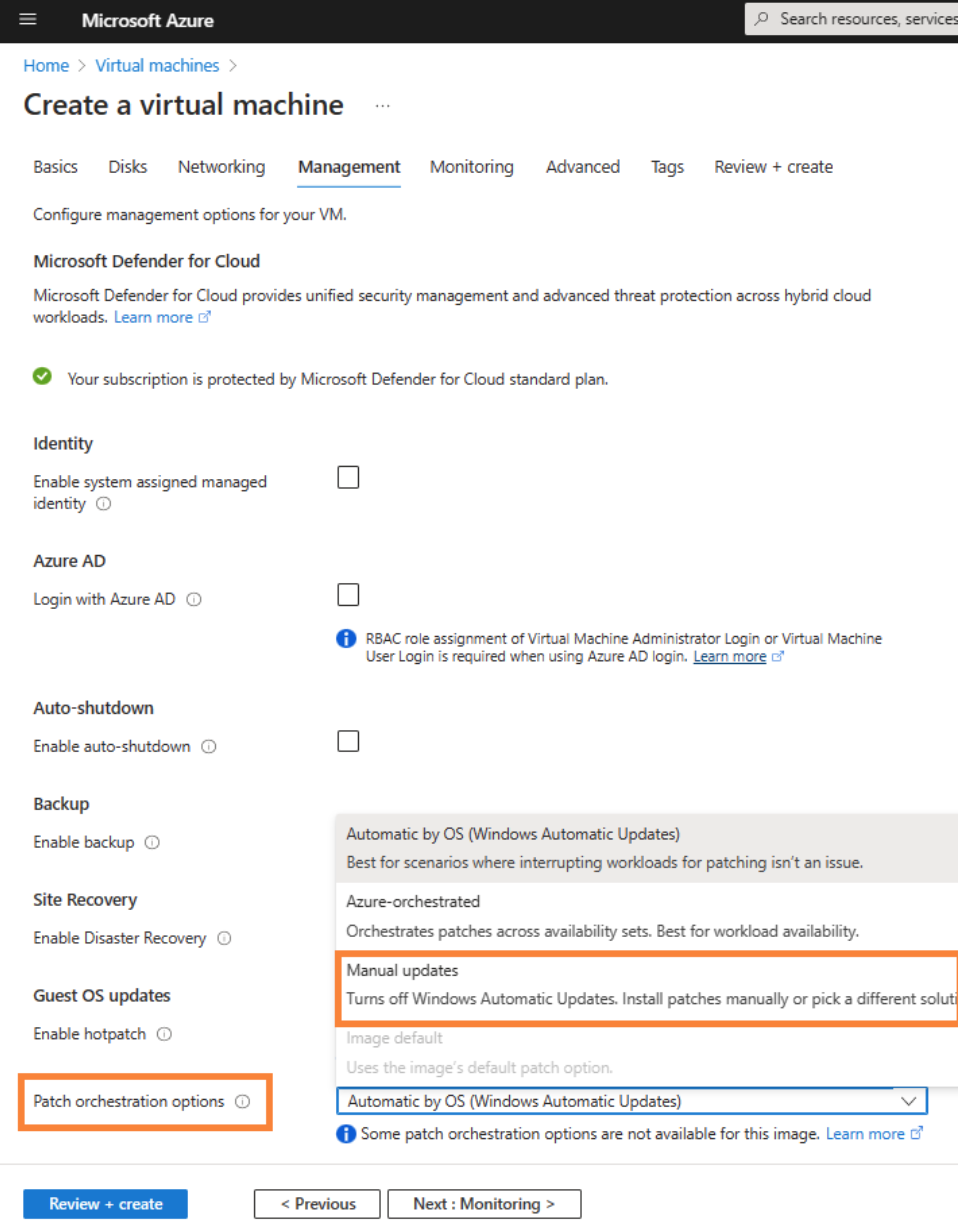 Microsoft Azure
Search resources, services
Home > Virtual machines >
Create a virtual machine ...
Basics Disks Networking Management Monitoring Advanced Tags Review + create
Configure management options for your VM.
Microsoft Defender for Cloud
Microsoft Defender for Cloud provides unified security management and advanced threat protection across hybrid cloud
workloads. Learn more
Your subscription is protected by Microsoft Defender for Cloud standard plan.
Identity
Enable system assigned managed
identity
Azure AD
Login with Azure AD
RBAC role assignment of Virtual Machine Administrator Login or Virtual Machine
User Login is required when using Azure AD login. Learn more
Auto-shutdown
Enable auto-shutdown
Backup
Enable backup
Automatic by OS (Windows Automatic Updates)
Best for scenarios where interrupting workloads for patching isn't an issue.
Site Recovery
Azure-orchestrated
Orchestrates patches across availability sets. Best for workload availability.
Enable Disaster Recovery
Manual updates
Turns off Windows Automatic Updates. Install patches manually or pick a different soluti
Guest OS updates
Enable hotpatch
Image default
Uses the image's default patch option.
Patch orchestration options
Automatic by OS (Windows Automatic Updates)
Some patch orchestration options are not available for this image. Learn more
Review + create
< Previous
Next : Monitoring >